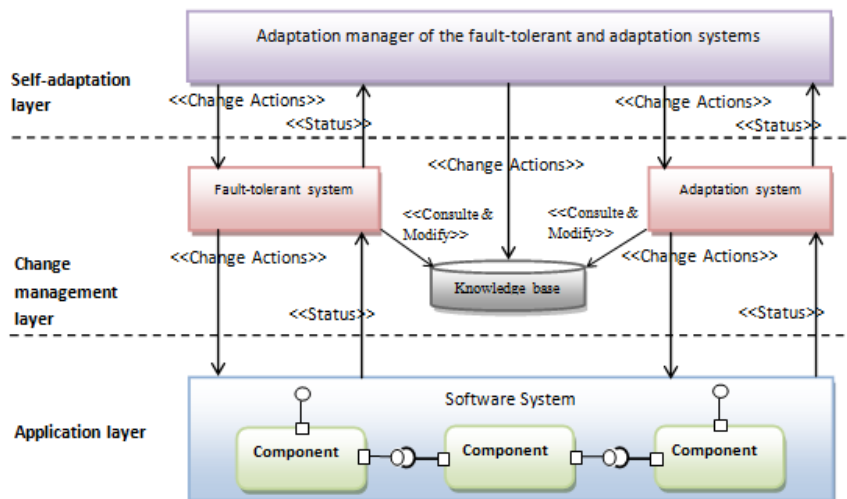 Adaptation manager of the fault-tolerant and adaptation systems
Self-adaptation
layer
<<Change Actions>>
<<Status>>
<<Change Actions>>
<<Change Actions>>
<<Status>>
Fault-tolerant system
Adaptation system
<<Consulte &
Modify>>
<<Consulte &
Modify>>
<<Change Actions>>
<<Change Actions>>
Change
management
layer
Knowledge base
<<Status>>
<<Status>>
Software System
Application layer
Component
Component
Component